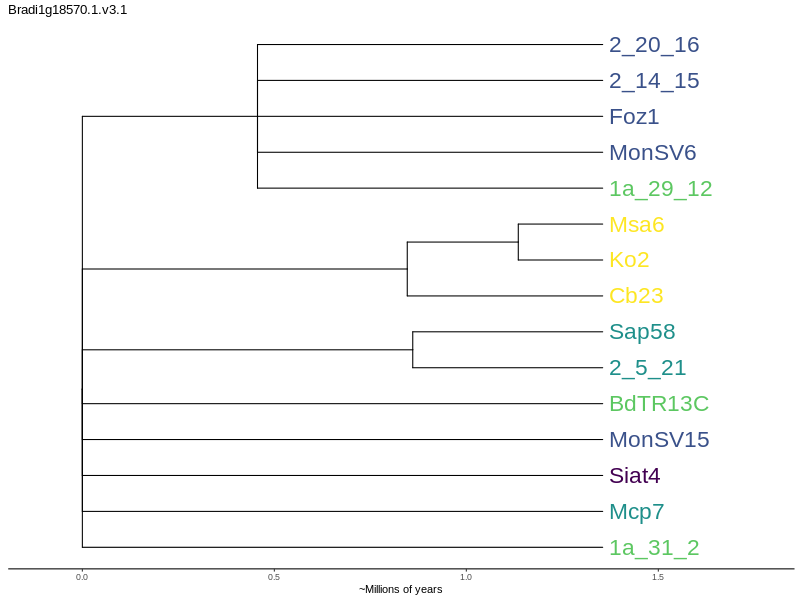 Bradi1g18570.1.v3.1
2_20_16
2_14_15
Foz1
MonSV6
1a_29_12
Msa6
Ko2
Cb23
Sap58
2_5_21
BdTR13C
MonSV15
Siat4
Mcp7
1a_31_2
0.0 0.5 1.0 1.5
~Millions of years